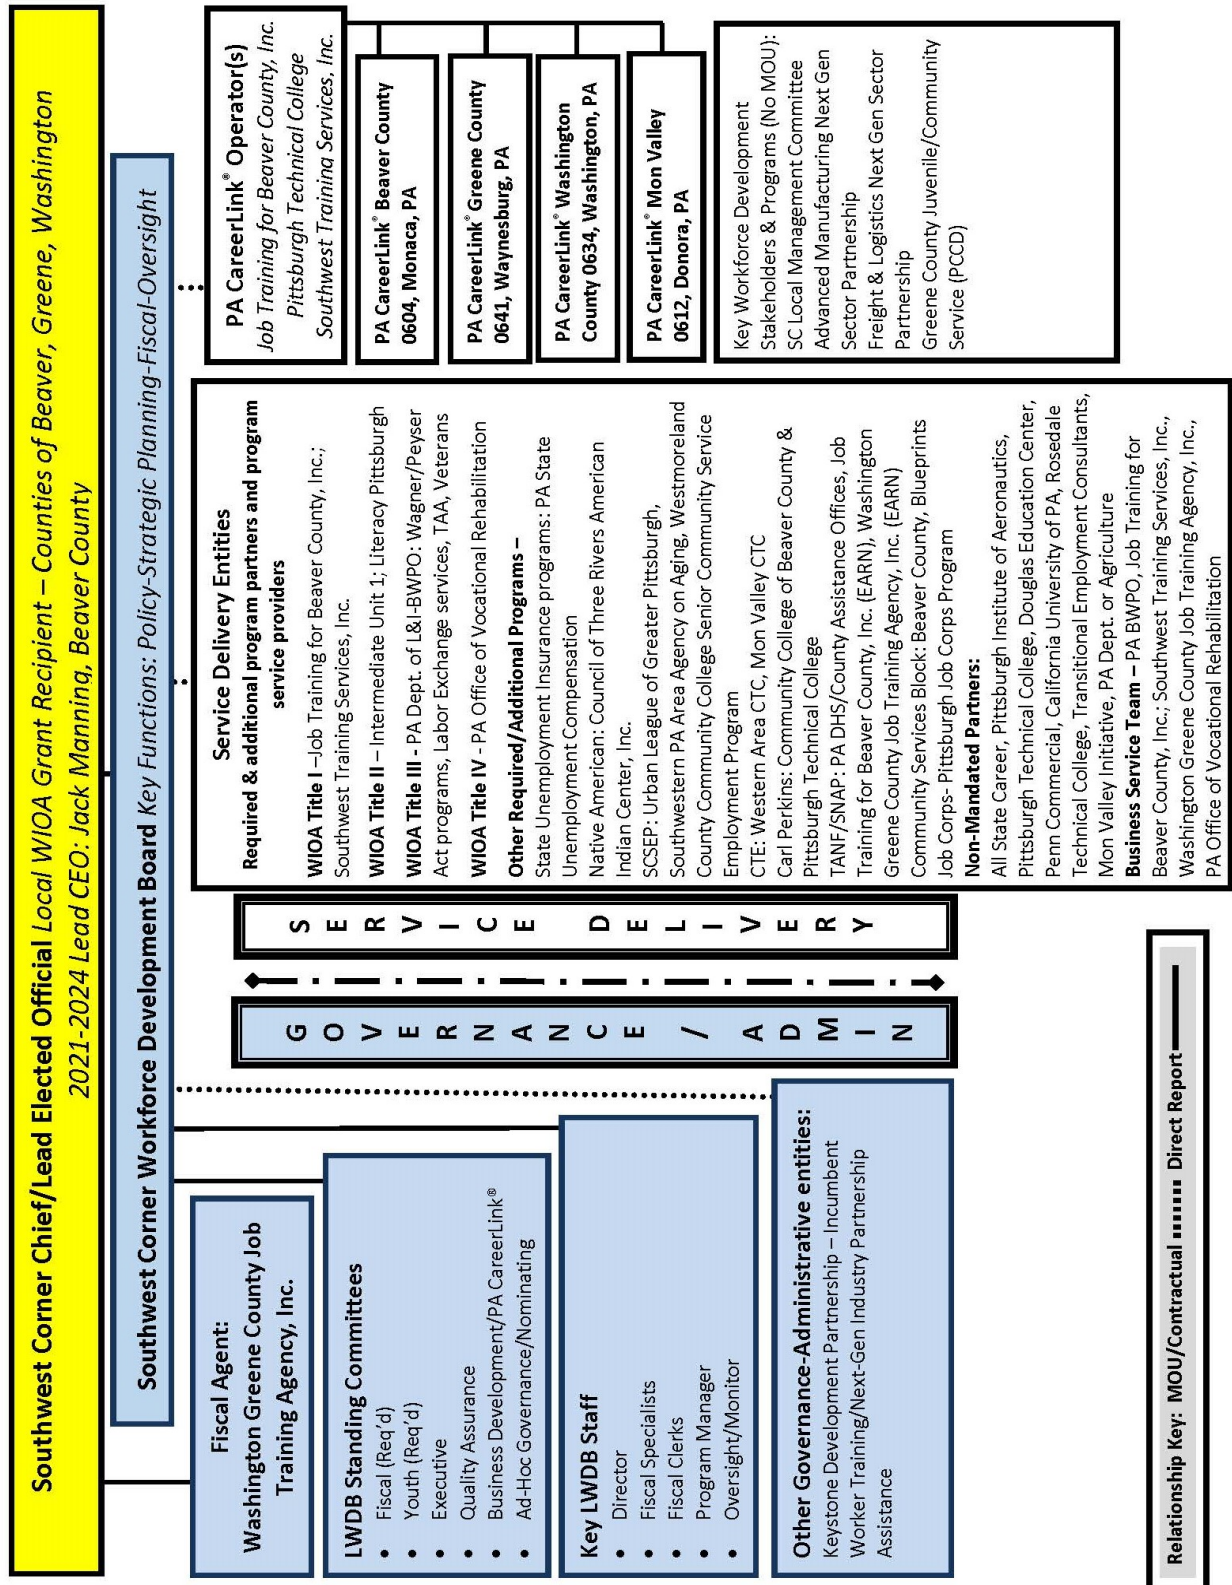 Southwest Corner Chief/Lead Elected Official Local WIOA Grant Recipient – Counties of Beaver, Greene, Washington
2021-2024 Lead CEO: Jack Manning, Beaver County
Southwest Corner Workforce Development Board Key Functions: Policy-Strategic Planning-Fiscal-Oversight
Fiscal Agent:
Washington Greene County Job
Training Agency, Inc.
LWDB Standing Committees
• Fiscal (Req'd)
• Youth (Req'd)
• Executive
• Quality Assurance
• Business Development/PA CareerLink®
• Ad-Hoc Governance/Nominating
Key LWDB Staff
• Director
• Fiscal Specialists
• Fiscal Clerks
• Program Manager
• Oversight/Monitor
Other Governance-Administrative entities:
Keystone Development Partnership – Incumbent
Worker Training/Next-Gen Industry Partnership
Assistance
GOVERNANCE / ADMIN
SERVICE DELIVERY
Service Delivery Entities
Required & additional program partners and program
service providers
WIOA Title I –Job Training for Beaver County, Inc.;
Southwest Training Services, Inc.
WIOA Title II – Intermediate Unit 1; Literacy Pittsburgh
WIOA Title III - PA Dept. of L&I-BWPO: Wagner/Peyser
Act programs, Labor Exchange services, TAA, Veterans
WIOA Title IV - PA Office of Vocational Rehabilitation
Other Required/Additional Programs –
State Unemployment Insurance programs: PA State
Unemployment Compensation
Native American: Council of Three Rivers American
Indian Center, Inc.
SCSEP: Urban League of Greater Pittsburgh,
Southwestern PA Area Agency on Aging, Westmoreland
County Community College Senior Community Service
Employment Program
CTE: Western Area CTC, Mon Valley CTC
Carl Perkins: Community College of Beaver County &
Pittsburgh Technical College
TANF/SNAP: PA DHS/County Assistance Offices, Job
Training for Beaver County, Inc. (EARN), Washington
Greene County Job Training Agency, Inc. (EARN)
Community Services Block: Beaver County, Blueprints
Job Corps- Pittsburgh Job Corps Program
Non-Mandated Partners:
All State Career, Pittsburgh Institute of Aeronautics,
Pittsburgh Technical College, Douglas Education Center,
Penn Commercial, California University of PA, Rosedale
Technical College, Transitional Employment Consultants,
Mon Valley Initiative, PA Dept. or Agriculture
Business Service Team – PA BWPO, Job Training for
Beaver County, Inc.; Southwest Training Services, Inc.,
Washington Greene County Job Training Agency, Inc.,
PA Office of Vocational Rehabilitation
PA CareerLink® Operator(s)
Job Training for Beaver County, Inc.
Pittsburgh Technical College
Southwest Training Services, Inc.
PA CareerLink® Beaver County
0604, Monaca, PA
PA CareerLink® Greene County
0641, Waynesburg, PA
PA CareerLink® Washington
County 0634, Washington, PA
PA CareerLink® Mon Valley
0612, Donora, PA
Key Workforce Development
Stakeholders & Programs (No MOU):
SC Local Management Committee
Advanced Manufacturing Next Gen
Sector Partnership
Freight & Logistics Next Gen Sector
Partnership
Greene County Juvenile/Community
Service (PCCD)
Relationship Key: MOU/Contractual Direct Report